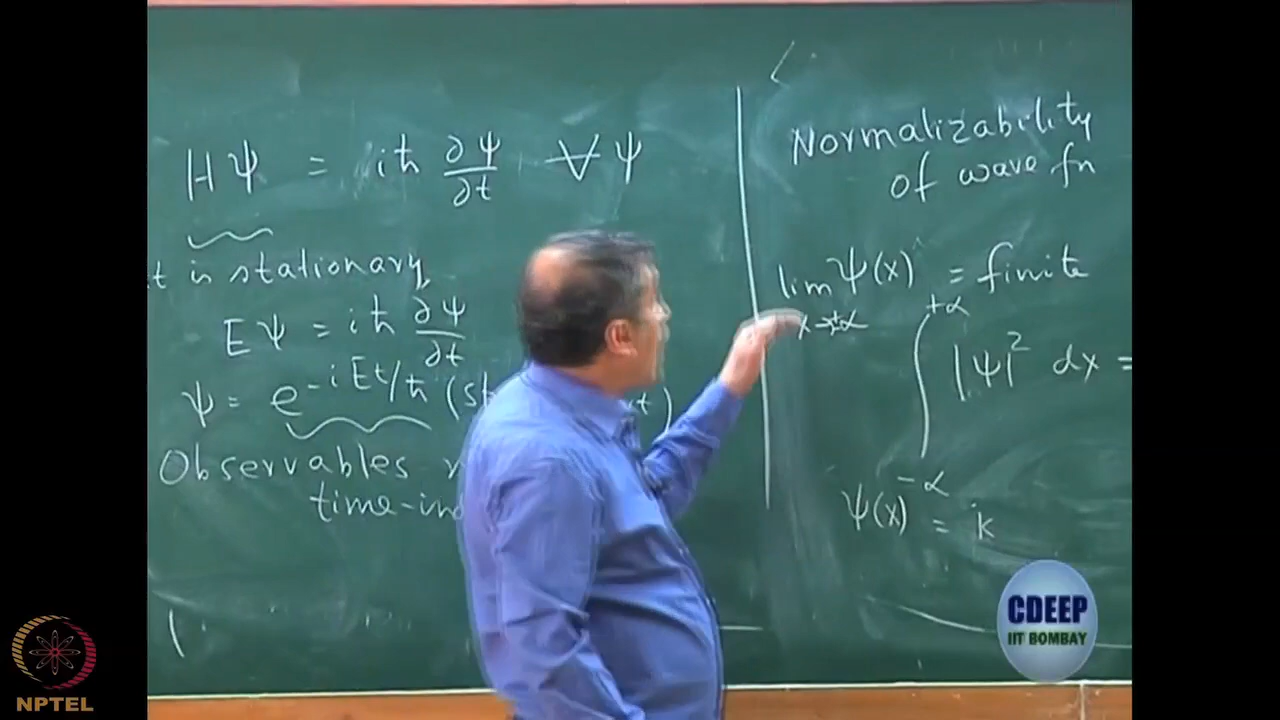 HΨ = iħ ∂Ψ/∂t ∀Ψ
is stationary
EΨ = iħ ∂Ψ/∂t
Ψ = e^{-iEt/ħ} (
Observables
time-in
Normalizability
of wave fn
lim Ψ(x) = finite
x→±∝
∫_{-∝}^{+∝} |Ψ|² dx =
Ψ(x) = k
CDEEP
IIT BOMBAY
NPTEL